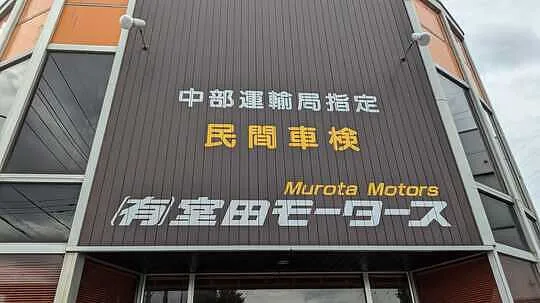 中部運輸局指定
民間車検
Murota Motors
(有)室田モータース